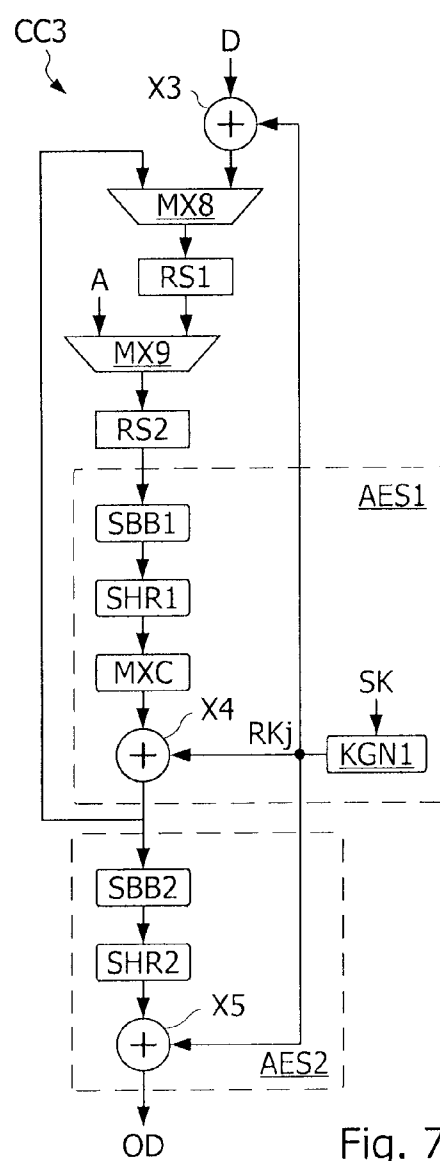 CC3
D
X3
+
MX8
RS1
A
MX9
RS2
AES1
SBB1
SHR1
MXC
SK
X4
RKj
+
KGN1
SBB2
SHR2
X5
+
AES2
OD
Fig. 7